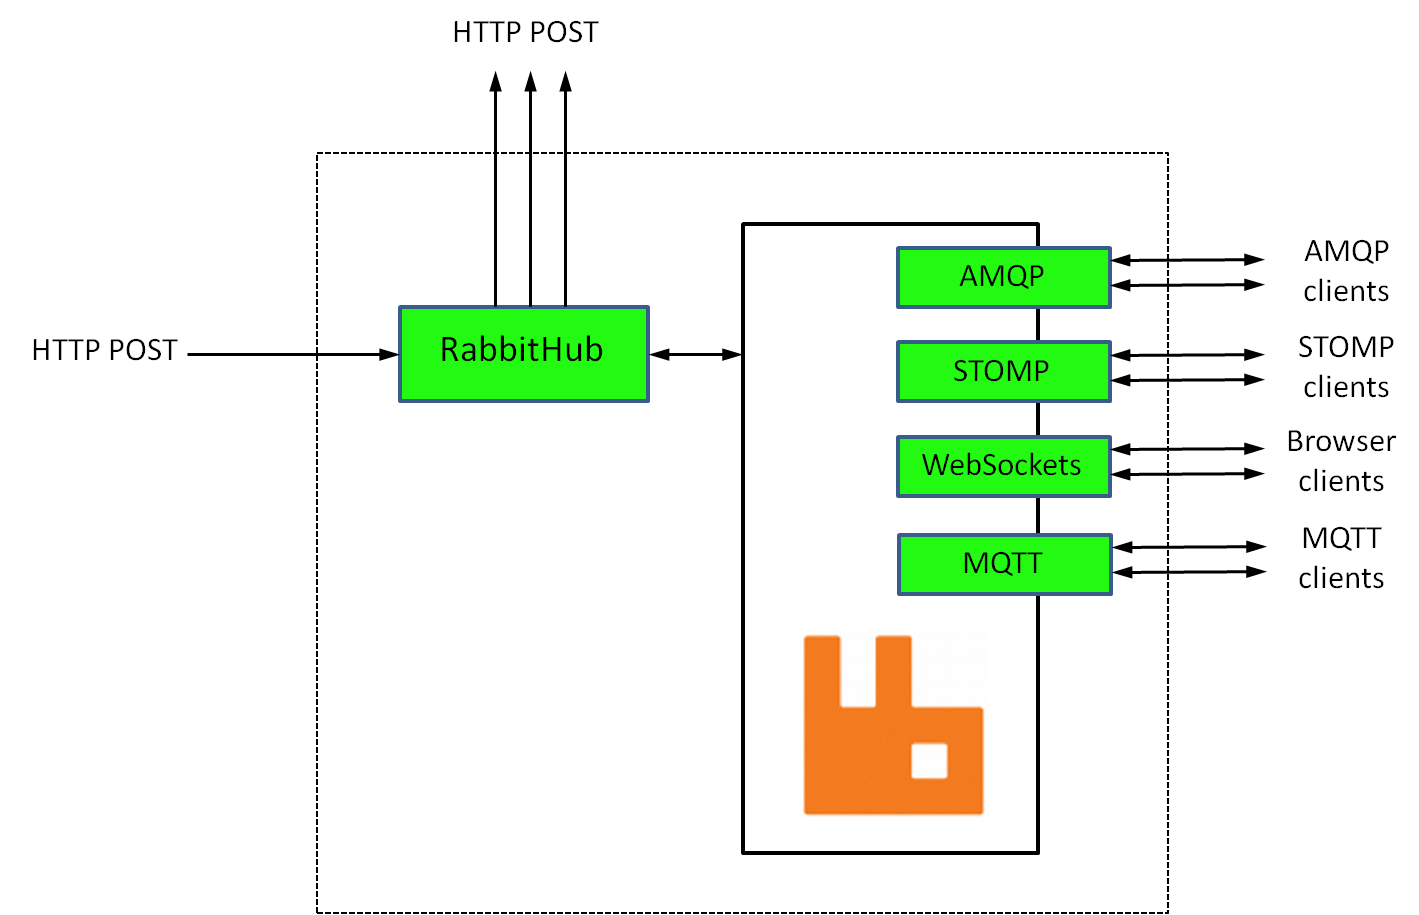 HTTP POST
HTTP POST
RabbitHub
AMQP
STOMP
WebSockets
MQTT
AMQP
clients
STOMP
clients
Browser
clients
MQTT
clients